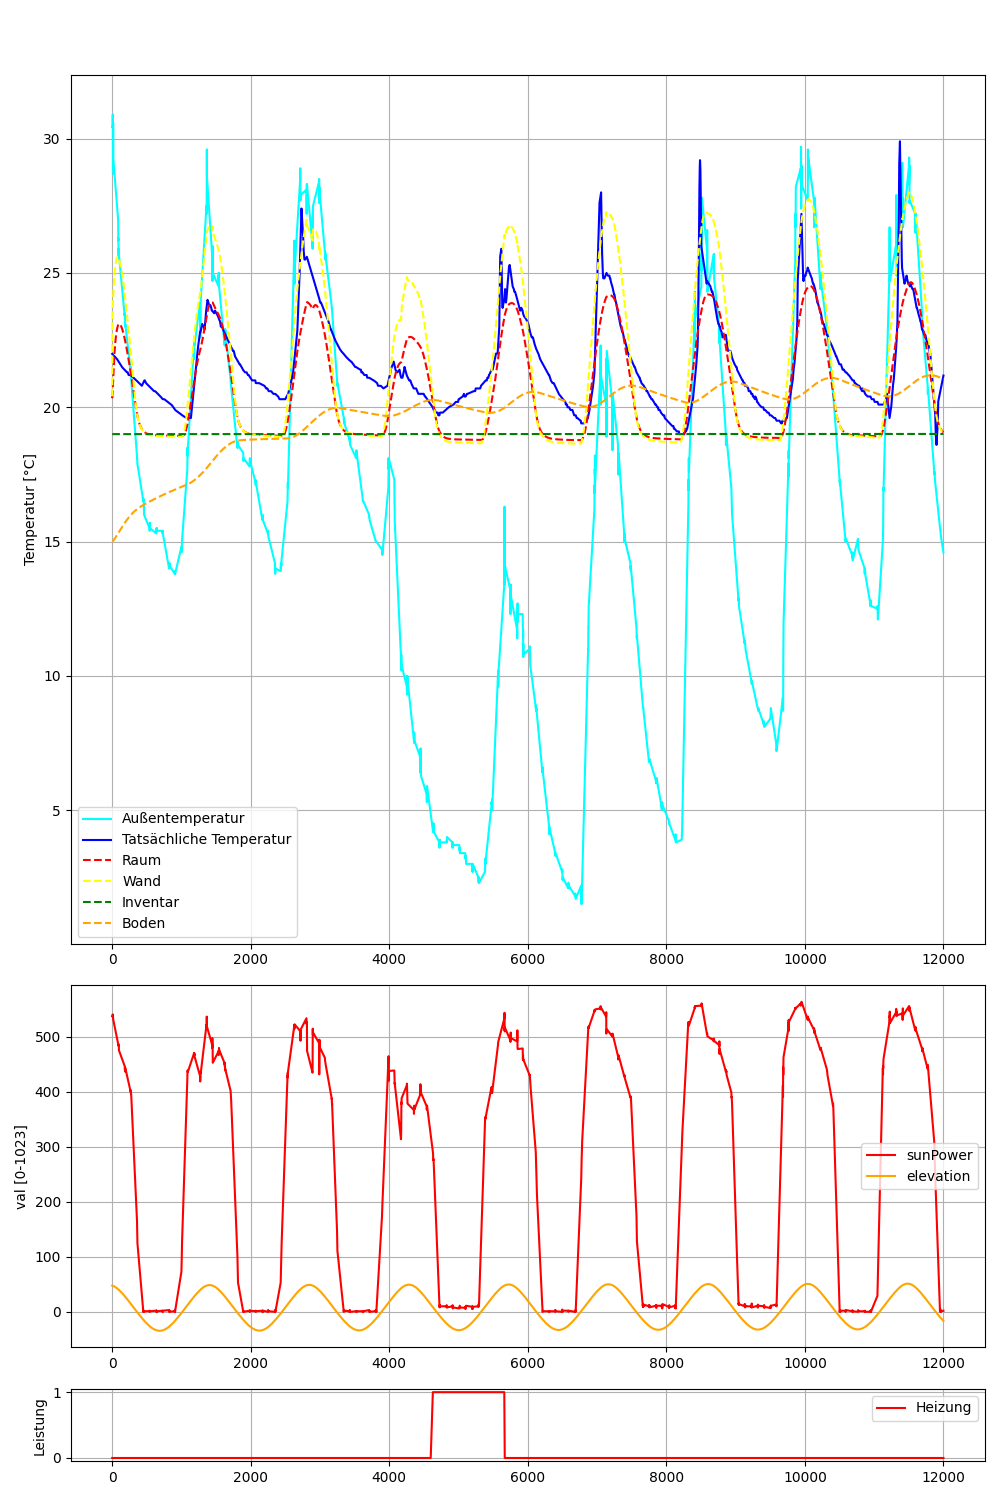 Temperatur [°C]
30
25
20
15
10
5
Außentemperatur
Tatsächliche Temperatur
Raum
Wand
Inventar
Boden
0 2000 4000 6000 8000 10000 12000
val [0-1023]
500
400
300
200
100
0
sunPower
elevation
0 2000 4000 6000 8000 10000 12000
Leistung
1
0
Heizung
0 2000 4000 6000 8000 10000 12000